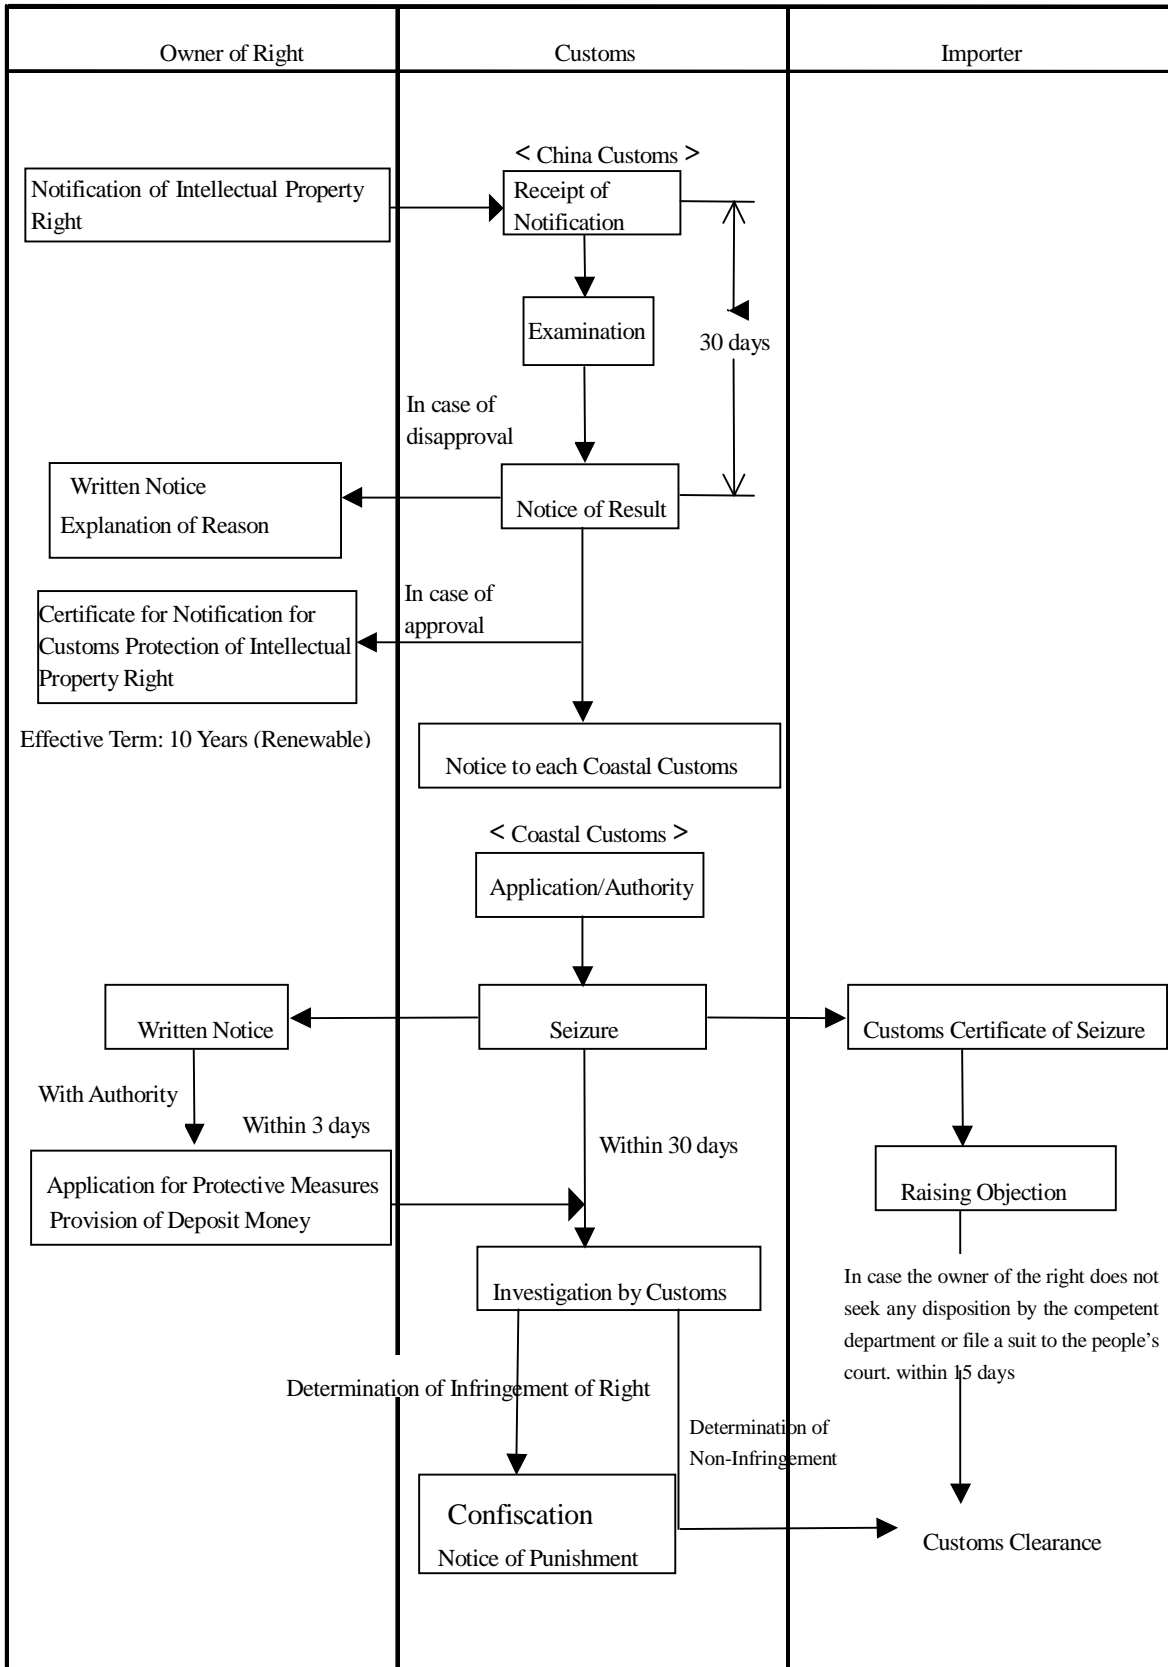 Owner of Right
Customs
Importer
< China Customs >
Notification of Intellectual Property
Right
Receipt of
Notification
Examination
30 days
In case of
disapproval
Written Notice
Explanation of Reason
Notice of Result
In case of
approval
Certificate for Notification for
Customs Protection of Intellectual
Property Right
Effective Term: 10 Years (Renewable)
Notice to each Coastal Customs
< Coastal Customs >
Application/Authority
Written Notice
Seizure
Customs Certificate of Seizure
With Authority
Within 3 days
Within 30 days
Application for Protective Measures
Provision of Deposit Money
Raising Objection
Investigation by Customs
In case the owner of the right does not
seek any disposition by the competent
department or file a suit to the people's
court. within 15 days
Determination of Infringement of Right
Determination of
Non-Infringement
Confiscation
Notice of Punishment
Customs Clearance